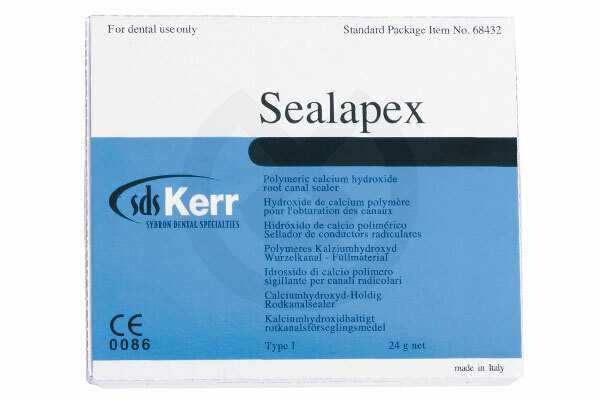 For dental use only
Standard Package Item No. 68432
Sealapex
Polymeric calcium hydroxide
root canal sealer
Hydroxide de calcium polymère
pour l'obturation des canaux
Hidróxido de calcio polimérico
Sellador de conductors radiculares
Polymeres Kalziumhydroxyd
Wurzelkanal - Füllmaterial
Idrossido di calcio polimero
sigillante per canali radicolari
Calciumhydroxyd-Holdig
Rodkanalsealer
Kalciumhydroxidhaltigt
rotkanalsförseglingsmedel
Type I
24 g net
sds Kerr
SYBRON DENTAL SPECIALTIES
CE
0086
made in Italy